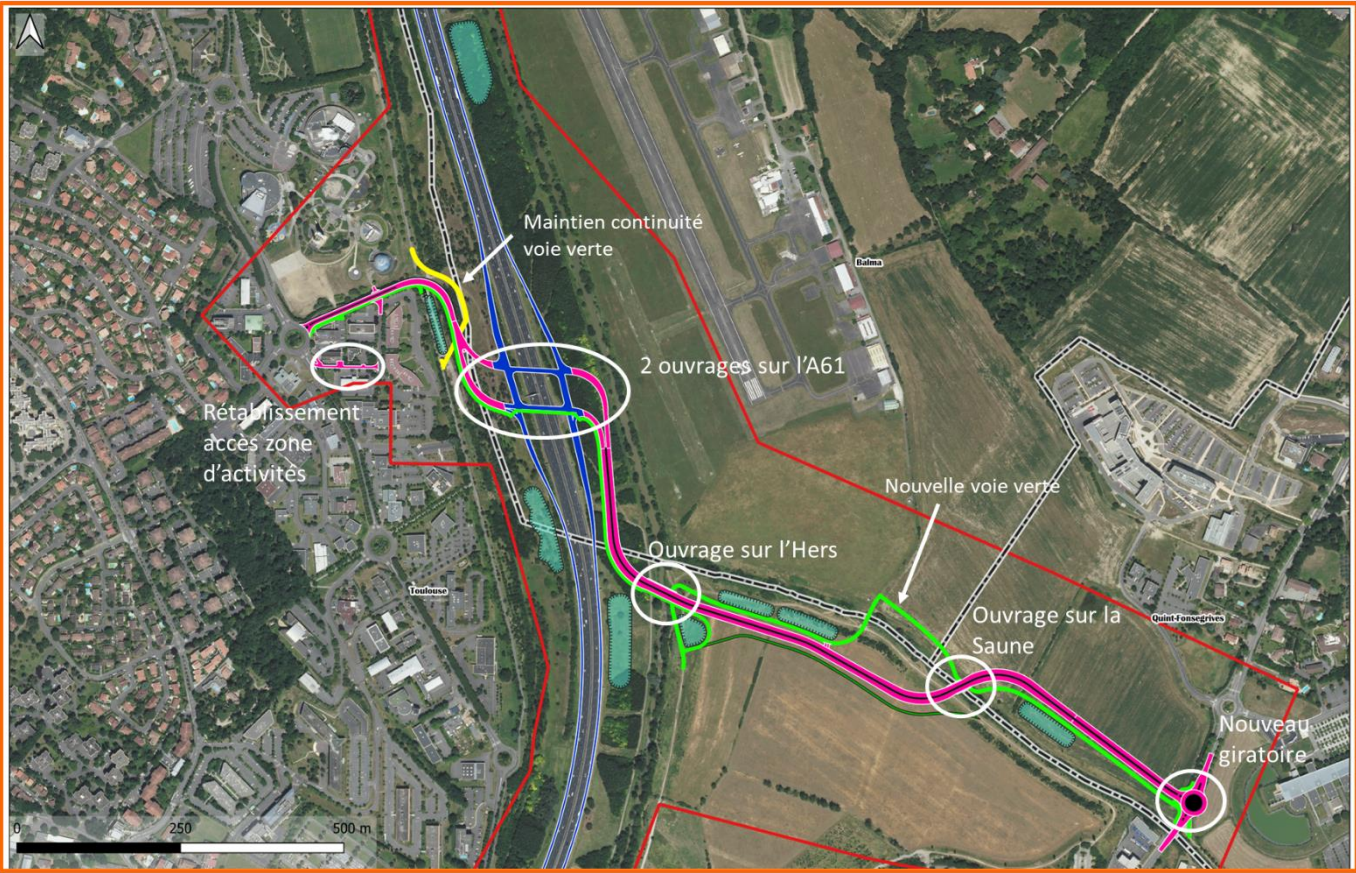 Maintien continuité
voie verte
Balma
2 ouvrages sur l'A61
Rétablissement
accès zone
d'activités
Nouvelle voie verte
Ouvrage sur l'Hers
Toulouse
Ouvrage sur la
Saune
Quint-Fonsegrives
Nouveau
giratoire
0 250 500 m